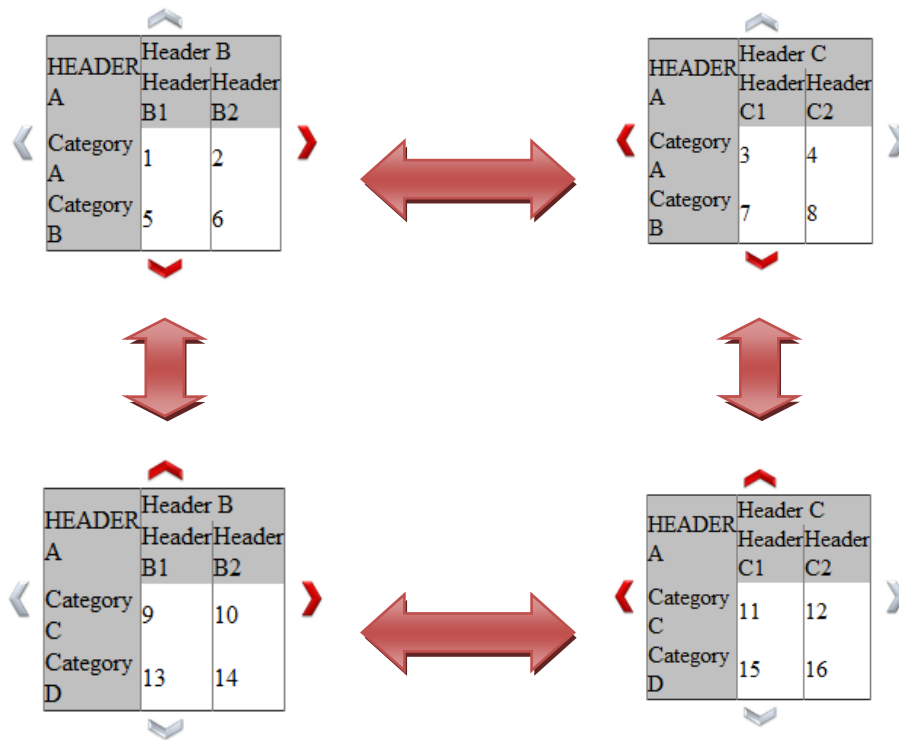 Header B
HEADER
A
Header Header
B1 B2
Category
A
1 2
Category
B
5 6
Header C
HEADER
A
Header Header
C1 C2
Category
A
3 4
Category
B
7 8
Header B
HEADER
A
Header Header
B1 B2
Category
C
9 10
Category
D
13 14
Header C
HEADER
A
Header Header
C1 C2
Category
C
11 12
Category
D
15 16